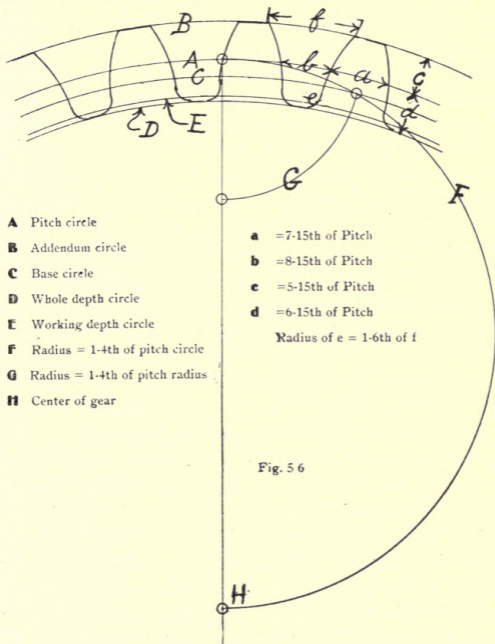 B
f
A
b
a
C
c
e
d
D
E
G
F
A Pitch circle
B Addendum circle
C Base circle
D Whole depth circle
E Working depth circle
F Radius = 1-4th of pitch circle
G Radius = 1-4th of pitch radius
H Center of gear
a =7-15th of Pitch
b =8-15th of Pitch
c =5-15th of Pitch
d =6-15th of Pitch
Radius of e = 1-6th of f
Fig. 56
H